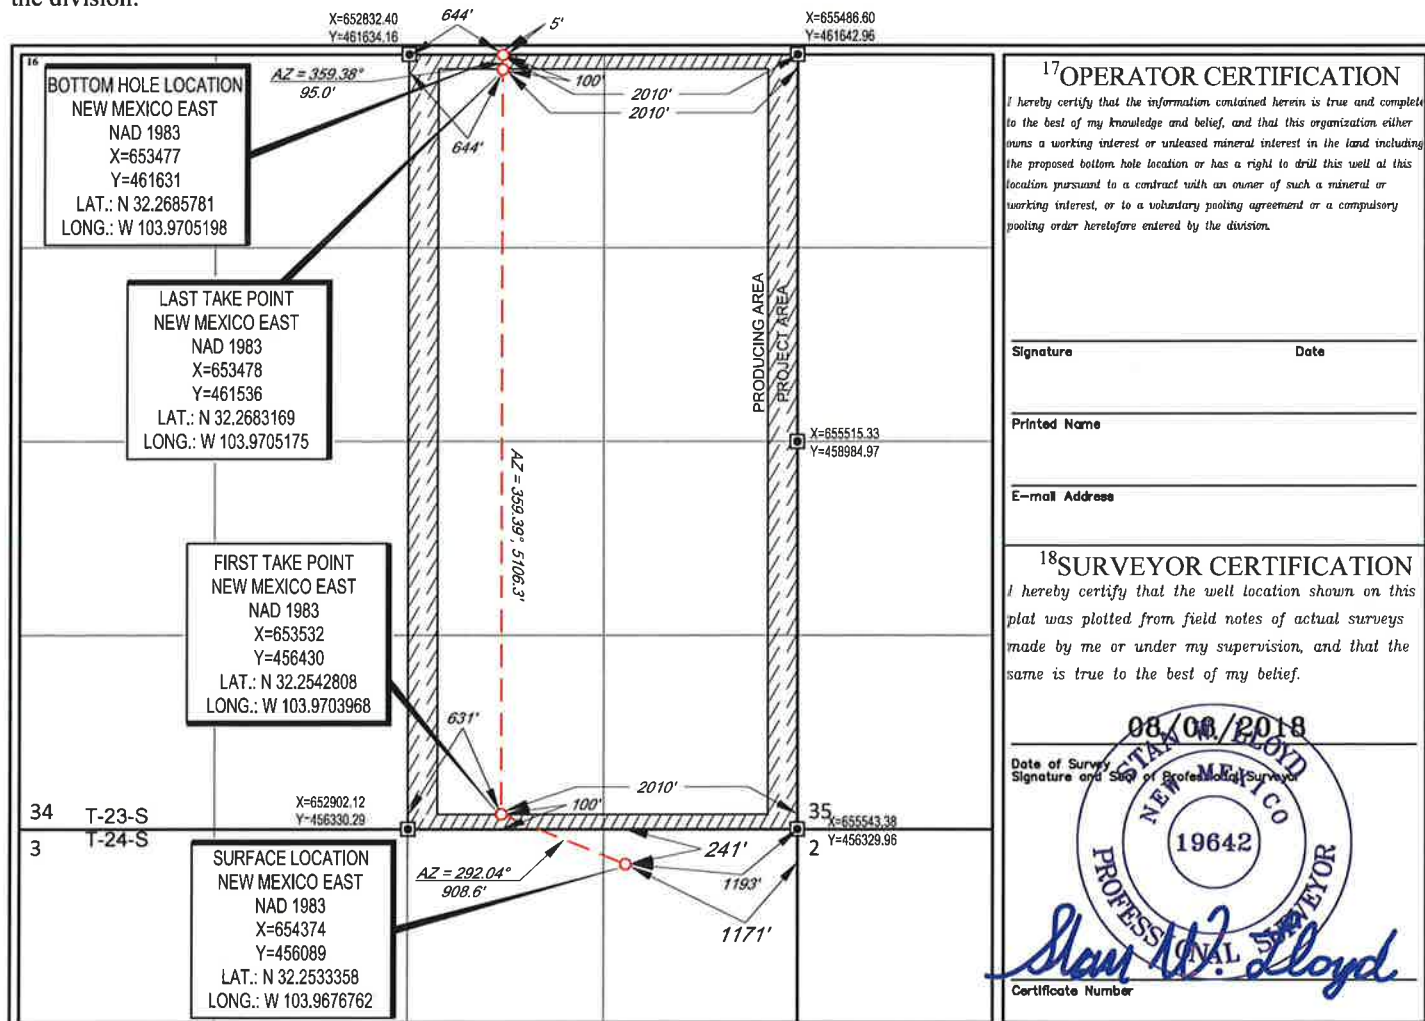 the division.
X=652832.40
Y=461634.16
644'
5'
X=655486.60
Y=461642.96
16
AZ = 359.38°
95.0'
100'
2010'
2010'
644'
BOTTOM HOLE LOCATION
NEW MEXICO EAST
NAD 1983
X=653477
Y=461631
LAT.: N 32.2685781
LONG.: W 103.9705198
LAST TAKE POINT
NEW MEXICO EAST
NAD 1983
X=653478
Y=461536
LAT.: N 32.2683169
LONG.: W 103.9705175
PRODUCING AREA
PROJECT AREA
X=655515.33
Y=458984.97
AZ = 359.39°, 5106.3'
FIRST TAKE POINT
NEW MEXICO EAST
NAD 1983
X=653532
Y=456430
LAT.: N 32.2542808
LONG.: W 103.9703968
631'
2010'
100'
X=652902.12
Y=456330.29
34 T-23-S
3 T-24-S
35
2
X=655543.38
Y=456329.96
241'
1193'
1171'
AZ = 292.04°
908.6'
SURFACE LOCATION
NEW MEXICO EAST
NAD 1983
X=654374
Y=456089
LAT.: N 32.2533358
LONG.: W 103.9676762
17OPERATOR CERTIFICATION
I hereby certify that the information contained herein is true and complete
to the best of my knowledge and belief, and that this organization either
owns a working interest or unleased mineral interest in the land including
the proposed bottom hole location or has a right to drill this well at this
location pursuant to a contract with an owner of such a mineral or
working interest, or to a voluntary pooling agreement or a compulsory
pooling order heretofore entered by the division.
Signature Date
Printed Name
E-mail Address
18SURVEYOR CERTIFICATION
I hereby certify that the well location shown on this
plat was plotted from field notes of actual surveys
made by me or under my supervision, and that the
same is true to the best of my belief.
08/08/2018
Date of Survey
Signature and Seal of Professional Surveyor
STAN W. LLOYD
NEW MEXICO
19642
PROFESSIONAL SURVEYOR
Stan W. Lloyd
Certificate Number